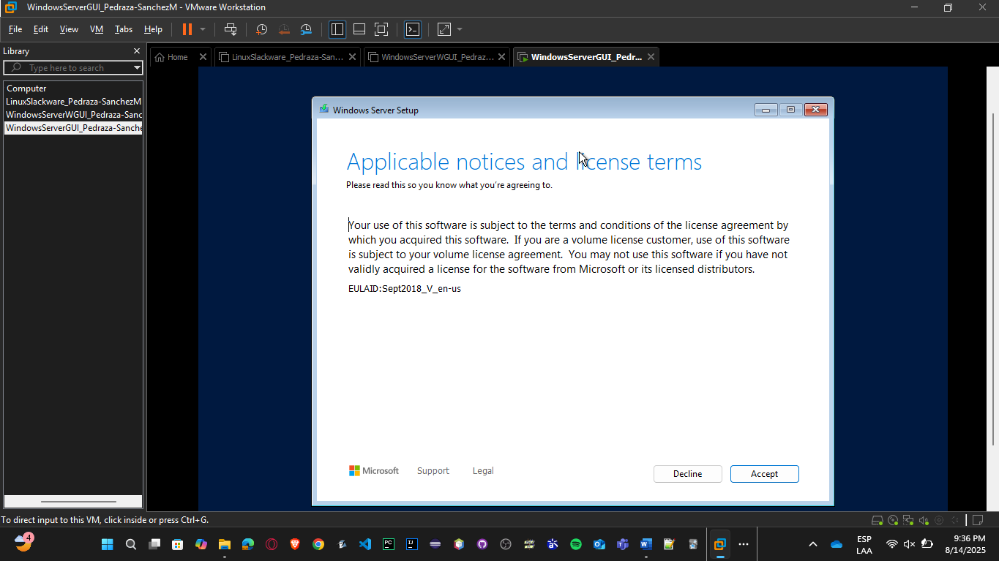 WindowsServerGUI_Pedraza-SanchezM - VMware Workstation
File Edit View VM Tabs Help
Library
Type here to search
Computer
LinuxSlackware_Pedraza-SanchezM
WindowsServerWGUI_Pedraza-Sanc
WindowsServerGUI_Pedraza-Sanche
Home LinuxSlackware_Pedraza-San... WindowsServerWGUI_Pedraz... WindowsServerGUI_Pedr...
Windows Server Setup
Applicable notices and license terms
Please read this so you know what you're agreeing to.
Your use of this software is subject to the terms and conditions of the license agreement by
which you acquired this software. If you are a volume license customer, use of this software
is subject to your volume license agreement. You may not use this software if you have not
validly acquired a license for the software from Microsoft or its licensed distributors.
EULAID:Sept2018_V_en-us
Microsoft Support Legal Decline Accept
To direct input to this VM, click inside or press Ctrl+G.
4
PC
IJ
ESP
LAA
9:36 PM
8/14/2025